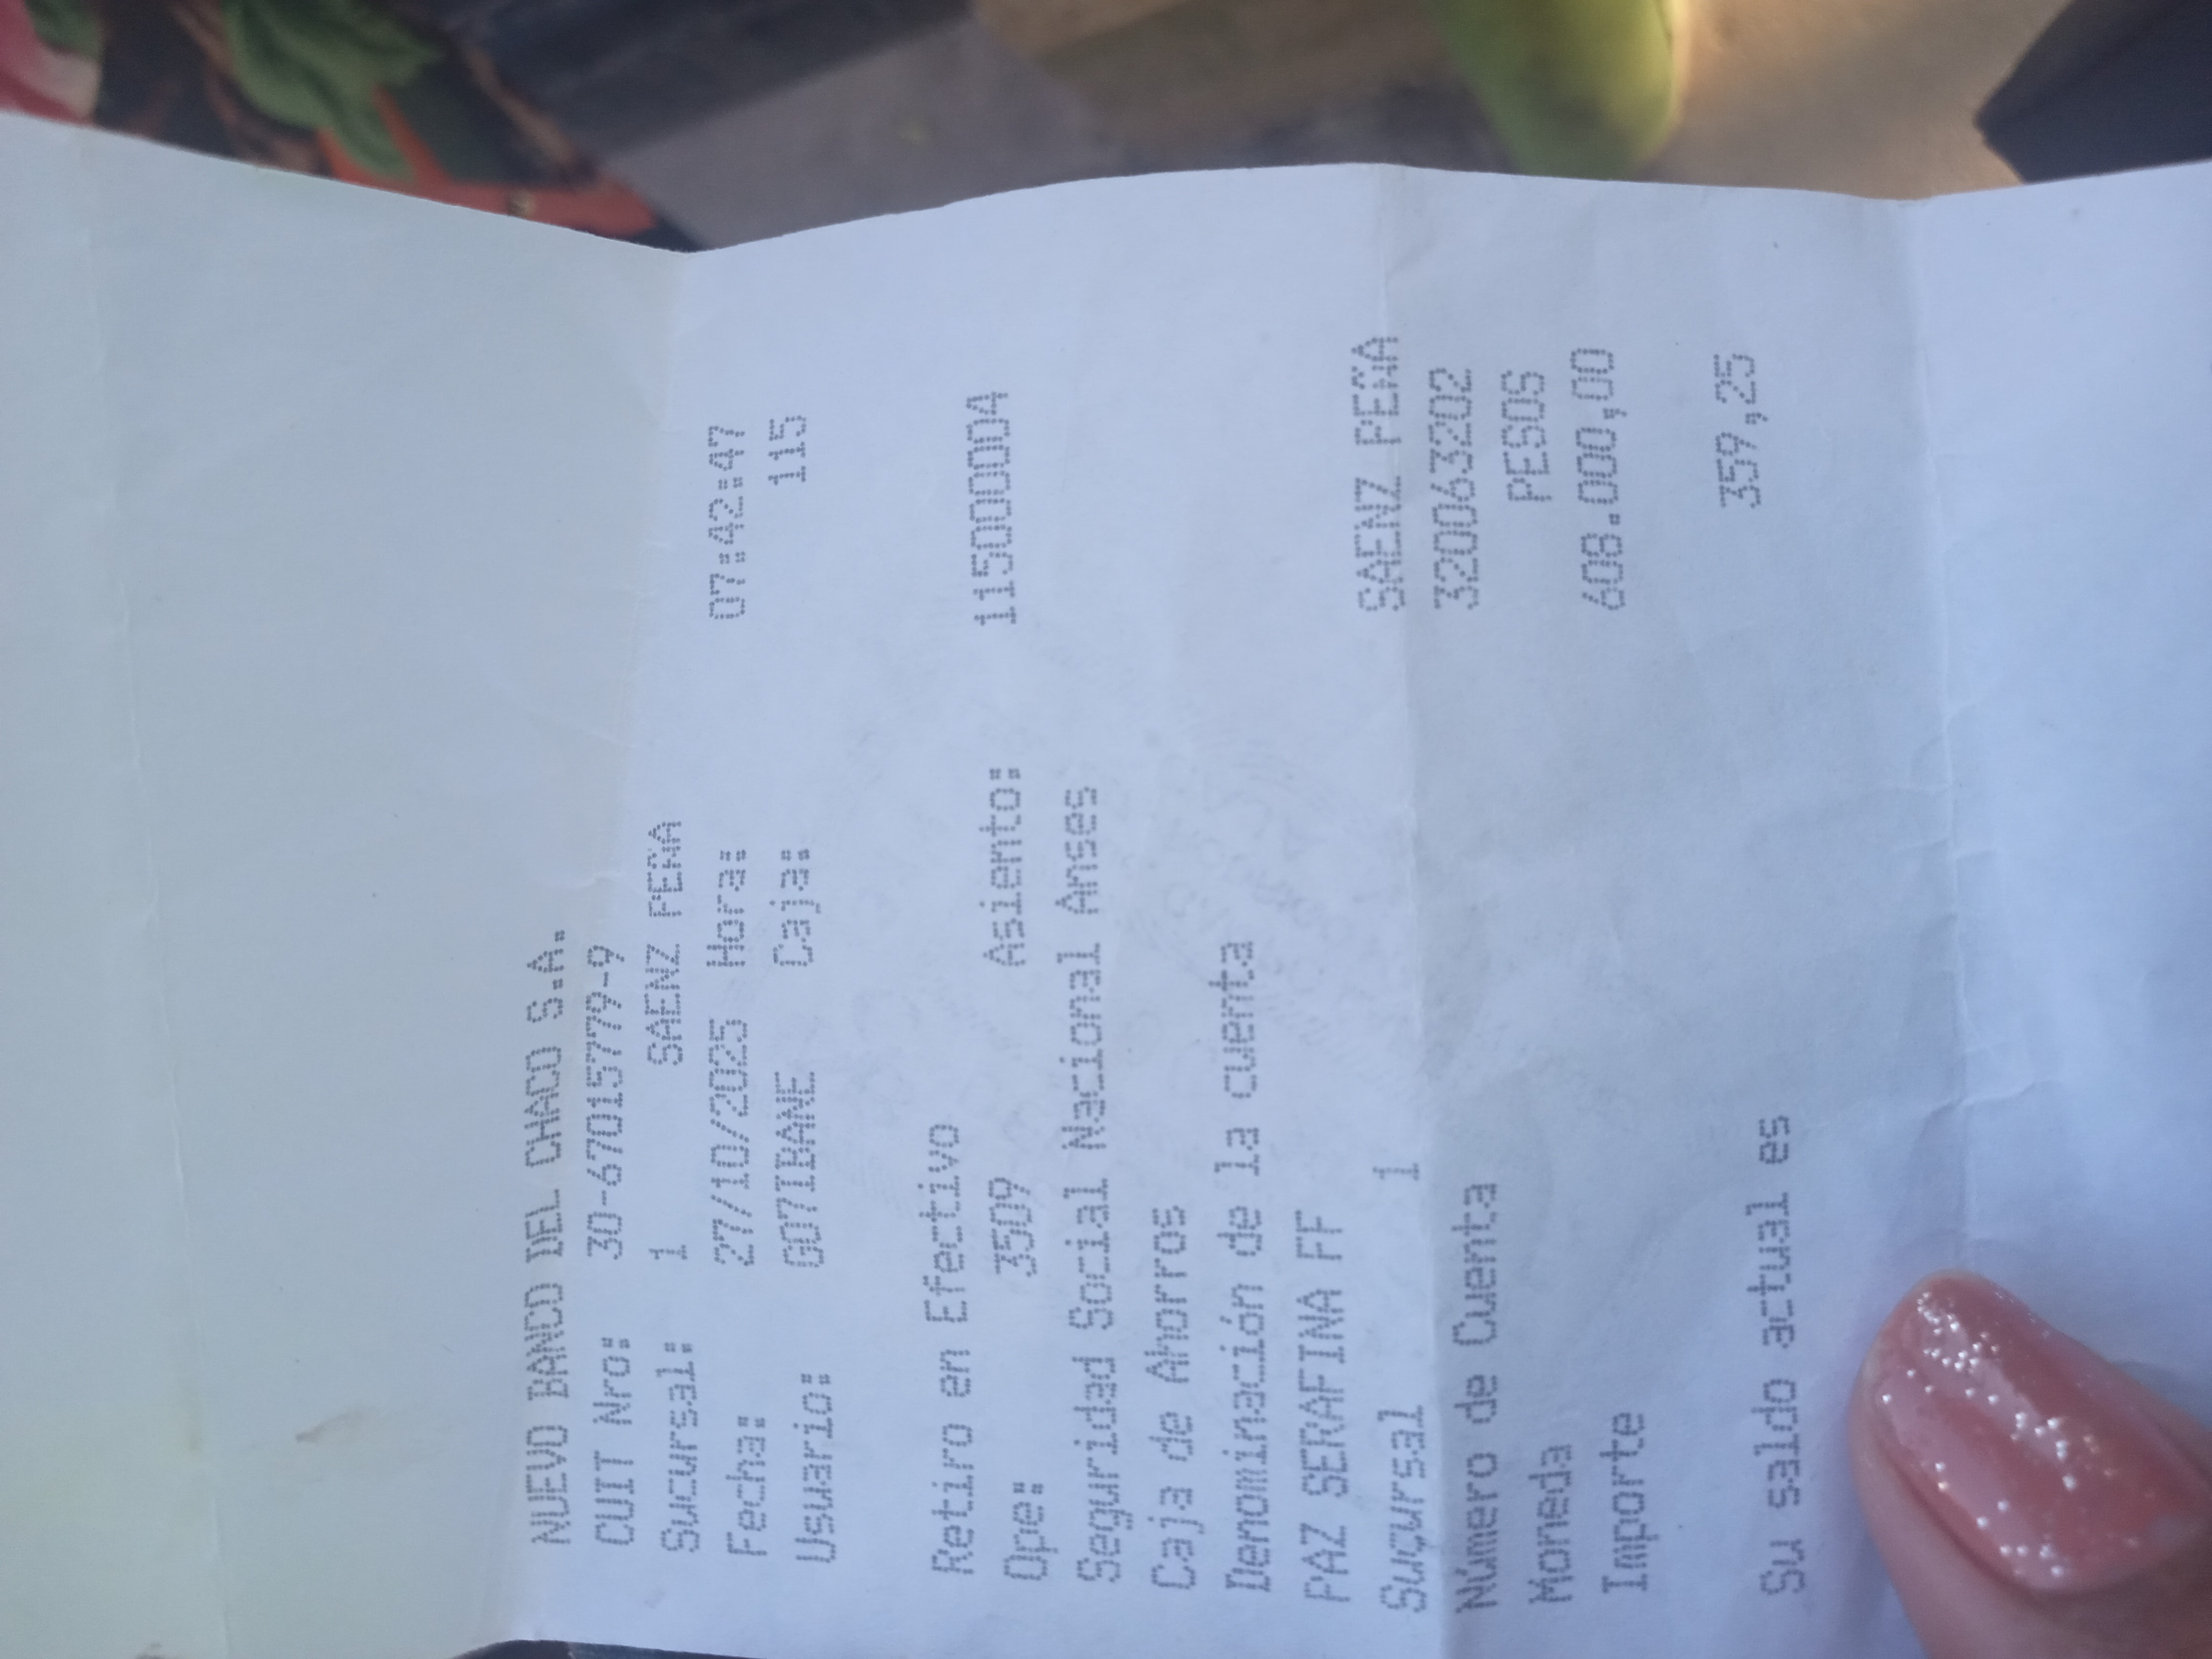 NUEVO BANCO DEL CHACO S.A.
CUIT Nro: 30-67015779-9
Sucursal: 1 SAENZ PEÑA
Fecha: 27/10/2025 Hora: 07:42:47
Usuario: GO7IBANE Caja: 115
Retiro en Efectivo
Ope: 3509 Asiento: 11500004
Seguridad Social Nacional Anses
Caja de Ahorros
Denominación de la cuenta
PAZ SERAFINA FF
Sucursal 1 SAENZ PEÑA
Número de Cuenta 320063202
Moneda PESOS
Importe 608.000,00
Su saldo actual es 359,25